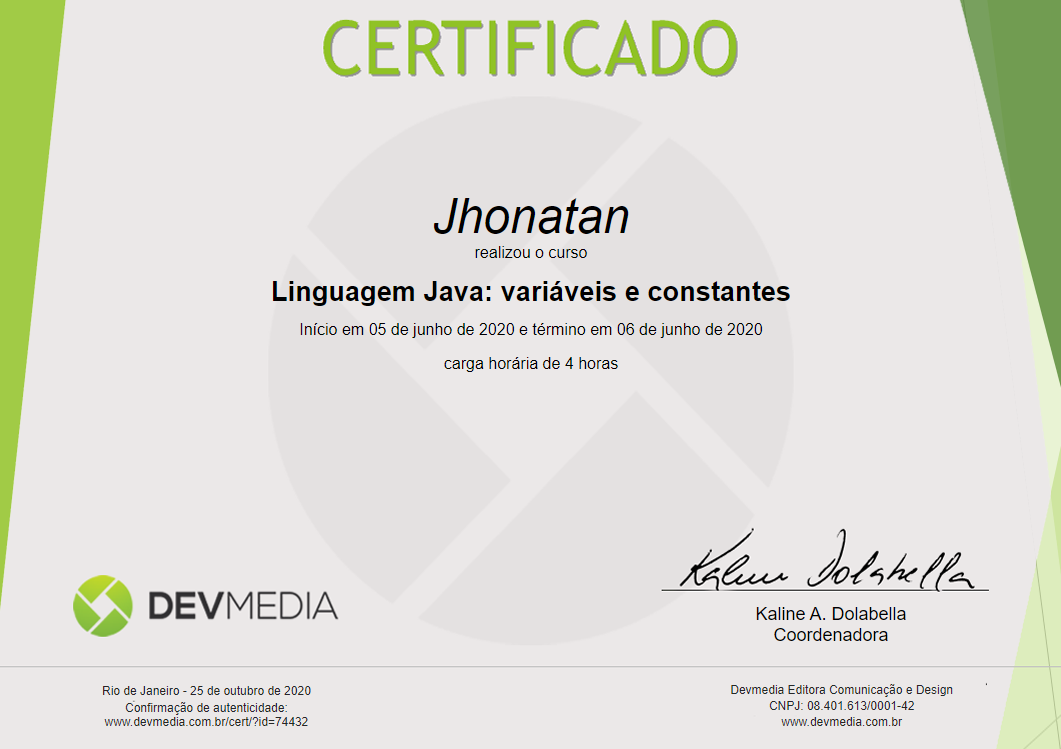 CERTIFICADO
Jhonatan
realizou o curso
Linguagem Java: variáveis e constantes
Início em 05 de junho de 2020 e término em 06 de junho de 2020
carga horária de 4 horas
Kaline Dolabella
DEVMEDIA
Kaline A. Dolabella
Coordenadora
Rio de Janeiro - 25 de outubro de 2020
Confirmação de autenticidade:
www.devmedia.com.br/cert/?id=74432
Devmedia Editora Comunicação e Design
CNPJ: 08.401.613/0001-42
www.devmedia.com.br